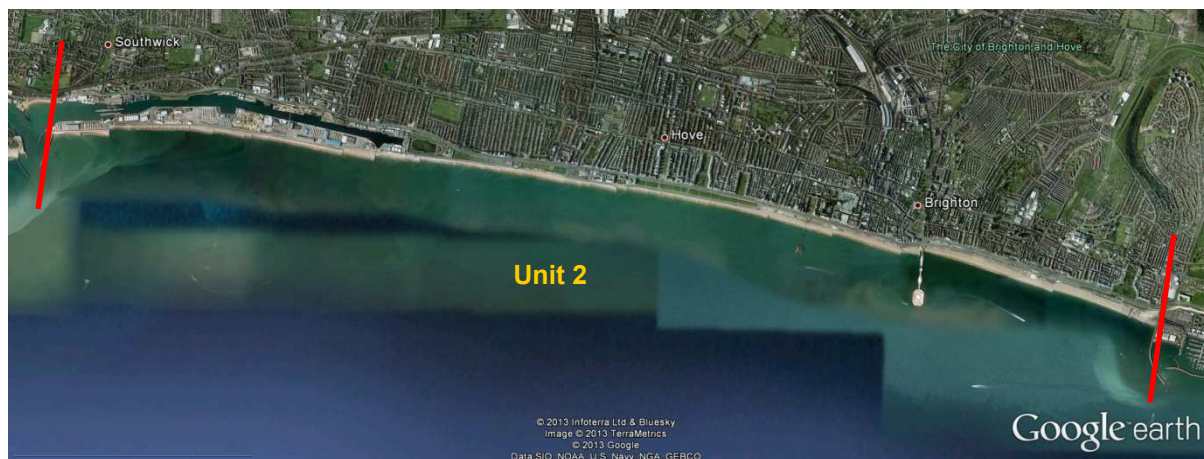 Southwick
The City of Brighton and Hove
Hove
Brighton
Unit 2
© 2013 Infoterra Ltd & Bluesky
Image © 2013 TerraMetrics
© 2013 Google
Data SIO, NOAA, U.S. Navy, NGA, GEBCO
Google earth